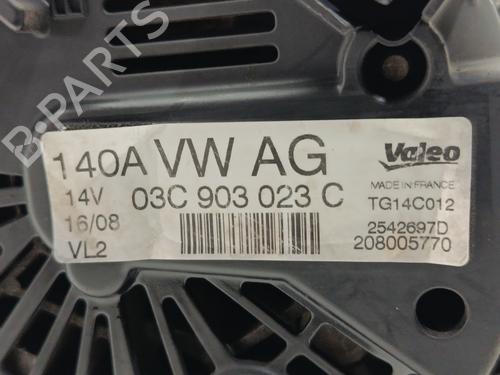 B-PARTS
140A VW AG
Valeo
14V 03C 903 023 C
MADE IN FRANCE
TG14C012
16/08
2542697D
VL2
208005770